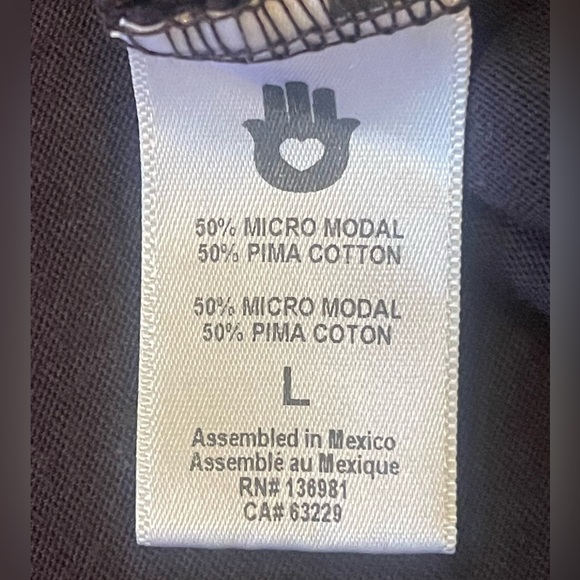 50% MICRO MODAL
50% PIMA COTTON
50% MICRO MODAL
50% PIMA COTON
L
Assembled in Mexico
Assemble au Mexique
RN# 136981
CA# 63229